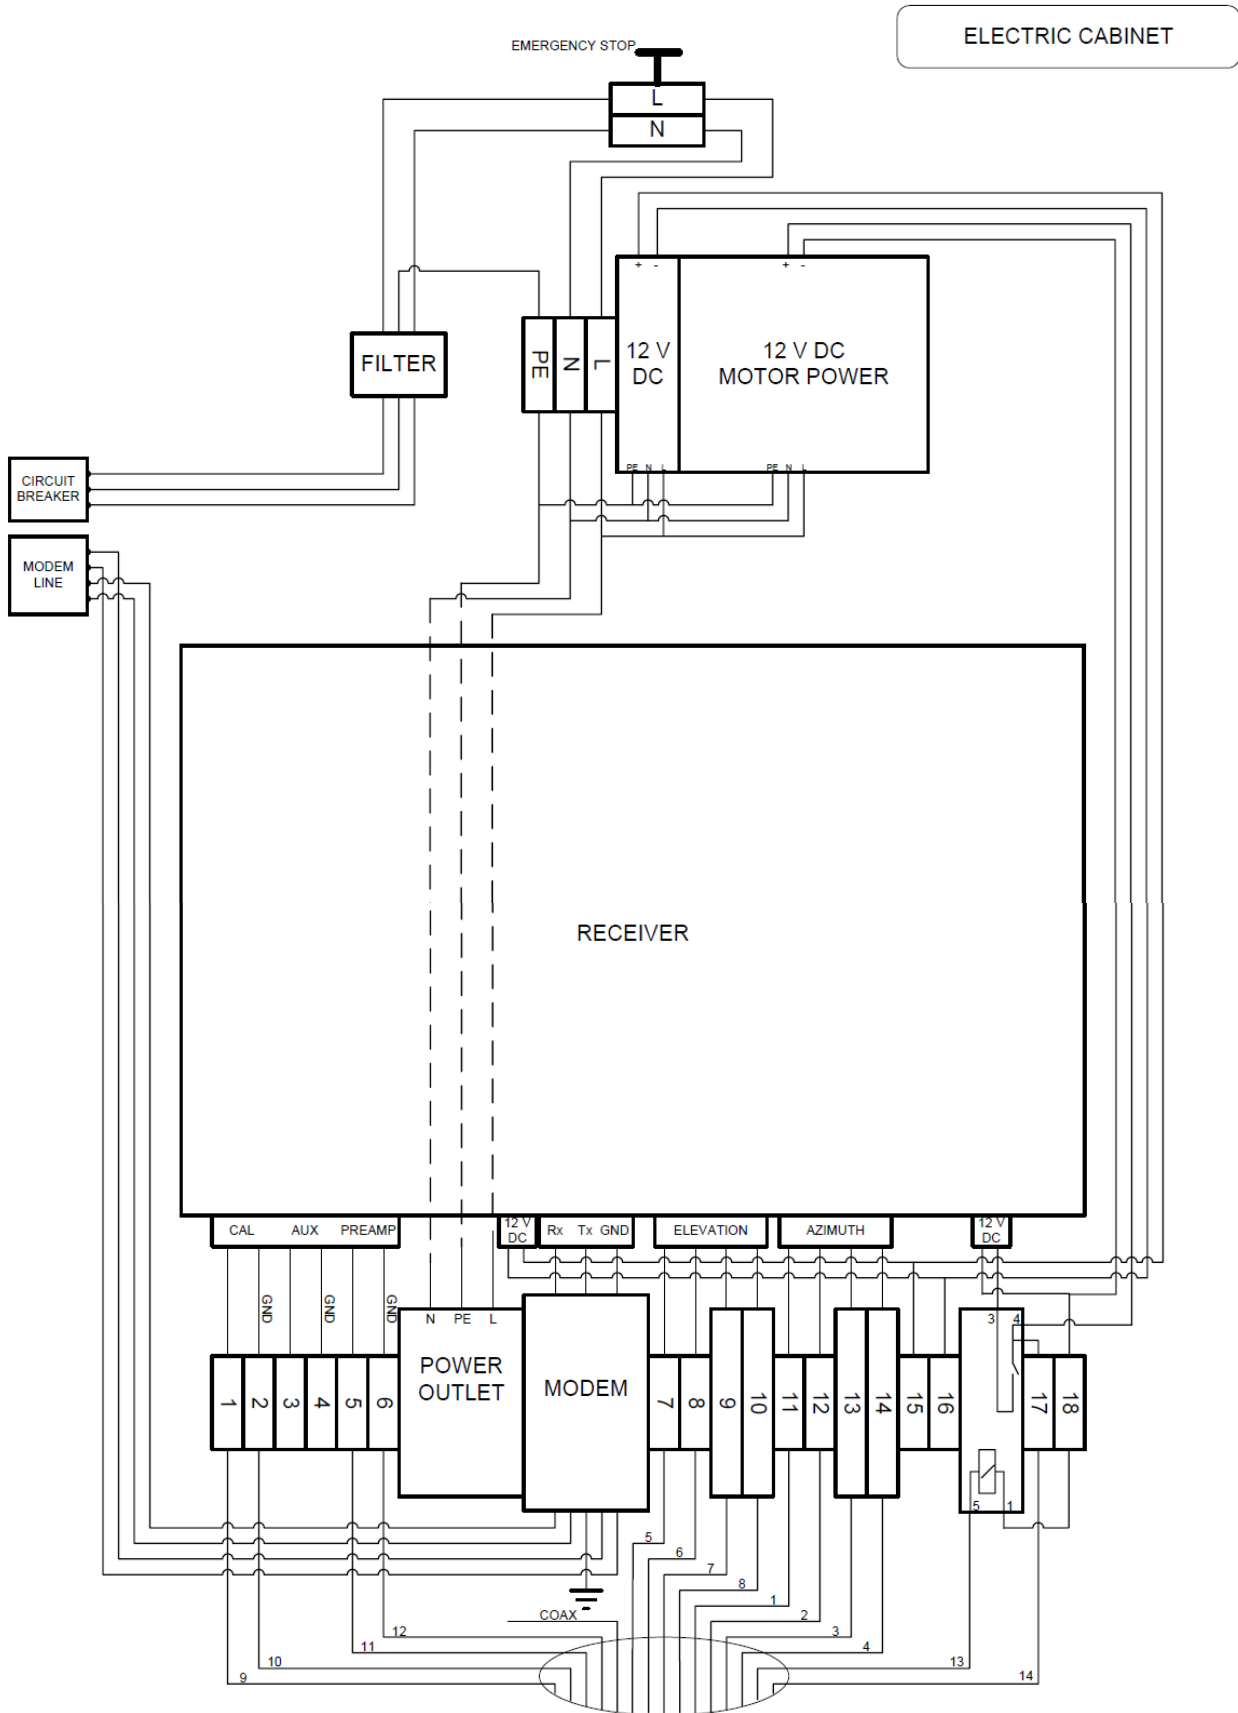 ELECTRIC CABINET
EMERGENCY STOP
L
N
+ -
+ -
FILTER
PE
N
L
12 V
DC
12 V DC
MOTOR POWER
PE N L
PE N L
CIRCUIT
BREAKER
MODEM
LINE
RECEIVER
CAL AUX PREAMP
12 V
DC
Rx Tx GND
ELEVATION
AZIMUTH
12 V
DC
GND
GND
GND
N PE L
POWER
OUTLET
MODEM
3 4
1
2
3
4
5
6
7
8
9
10
11
12
13
14
15
16
17
18
5 1
5
6
7
8
1
2
3
4
COAX
12
11
10
9
13
14